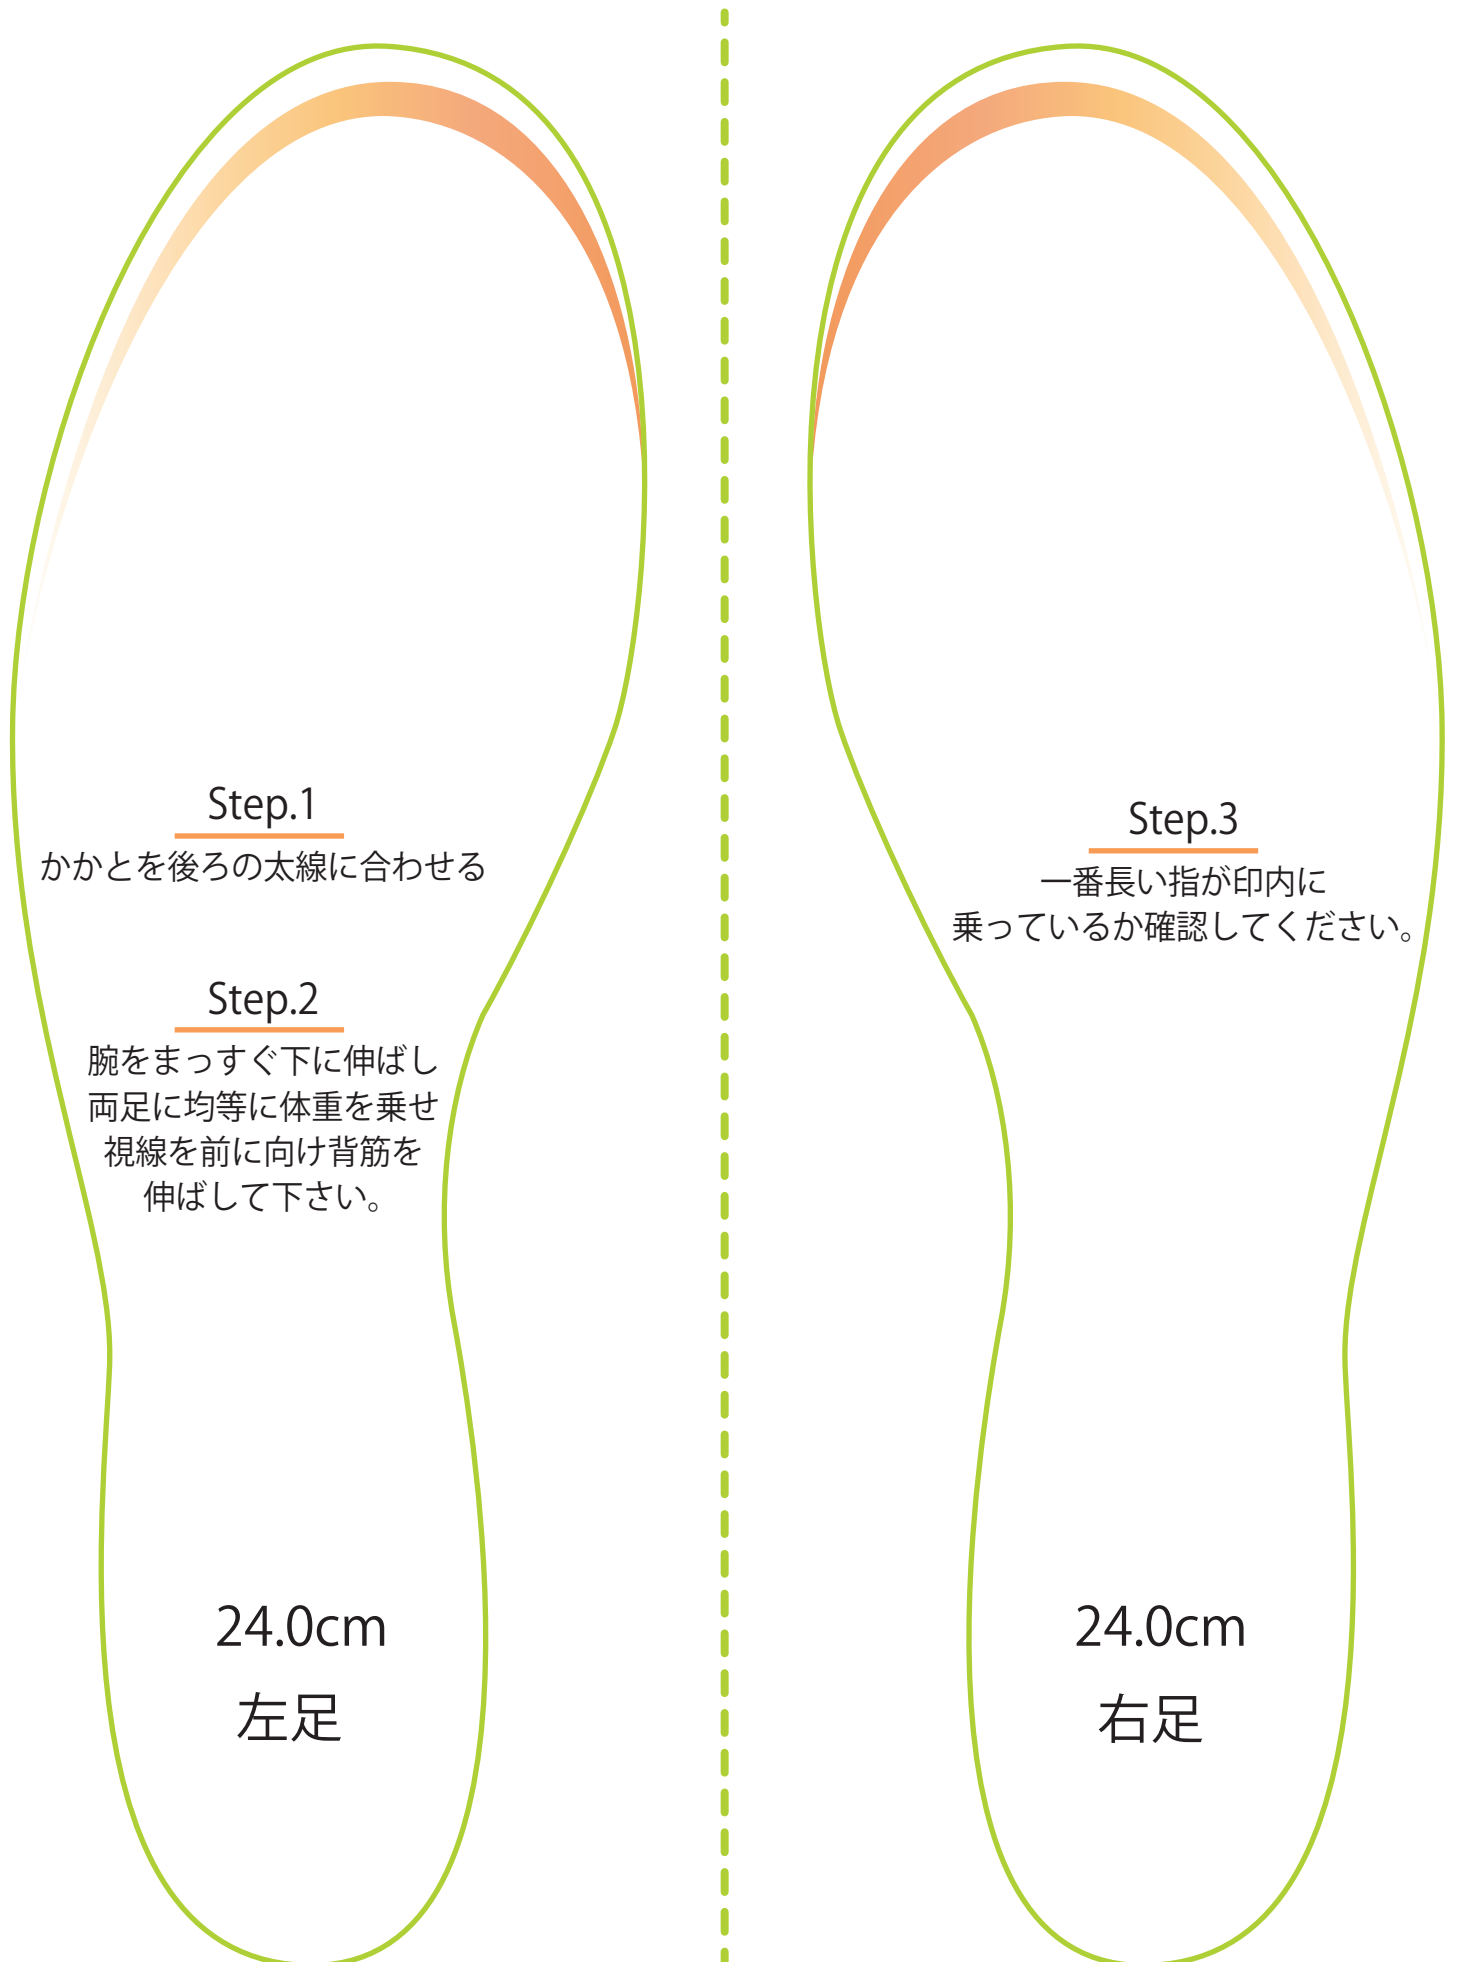 Step.1
かかとを後ろの太線に合わせる
Step.2
腕をまっすぐ下に伸ばし
両足に均等に体重を乗せ
視線を前に向け背筋を
伸ばして下さい。
24.0cm
左足
Step.3
一番長い指が印内に
乗っているか確認してください。
24.0cm
右足